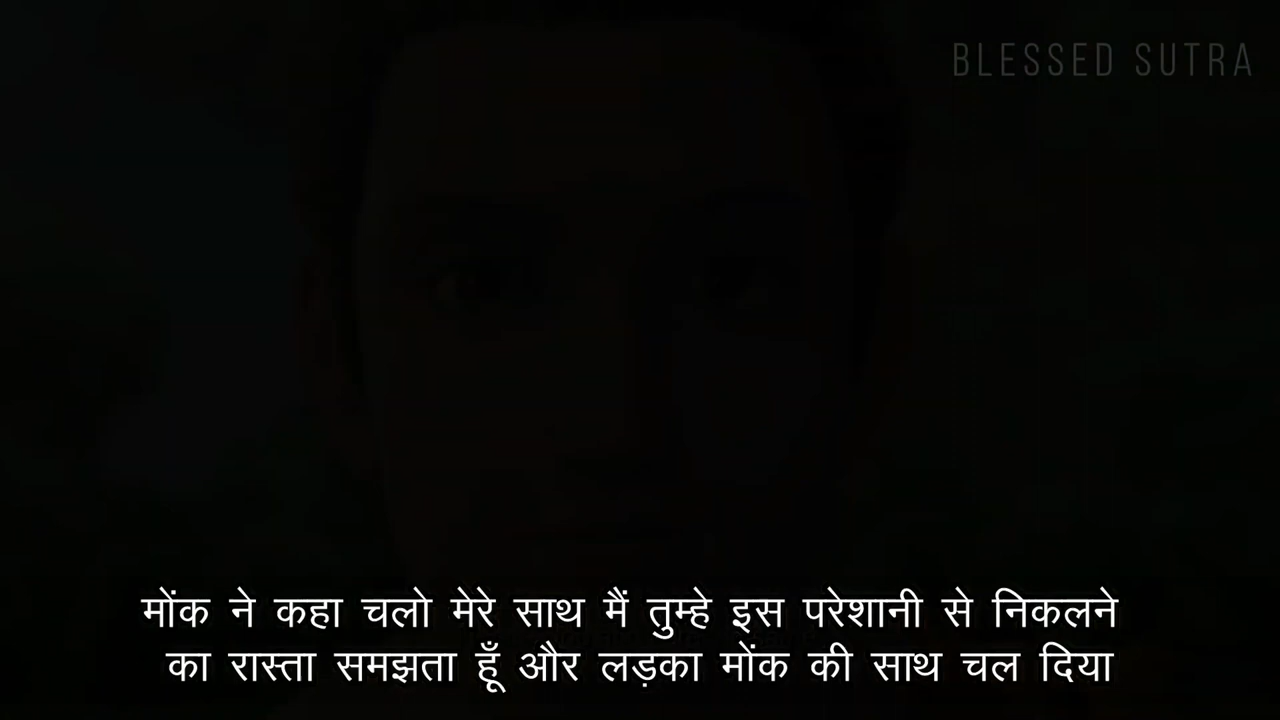 BLESSED SUTRA
मोंक ने कहा चलो मेरे साथ मैं तुम्हे इस परेशानी से निकलने
का रास्ता समझता हूँ और लड़का मोंक की साथ चल दिया